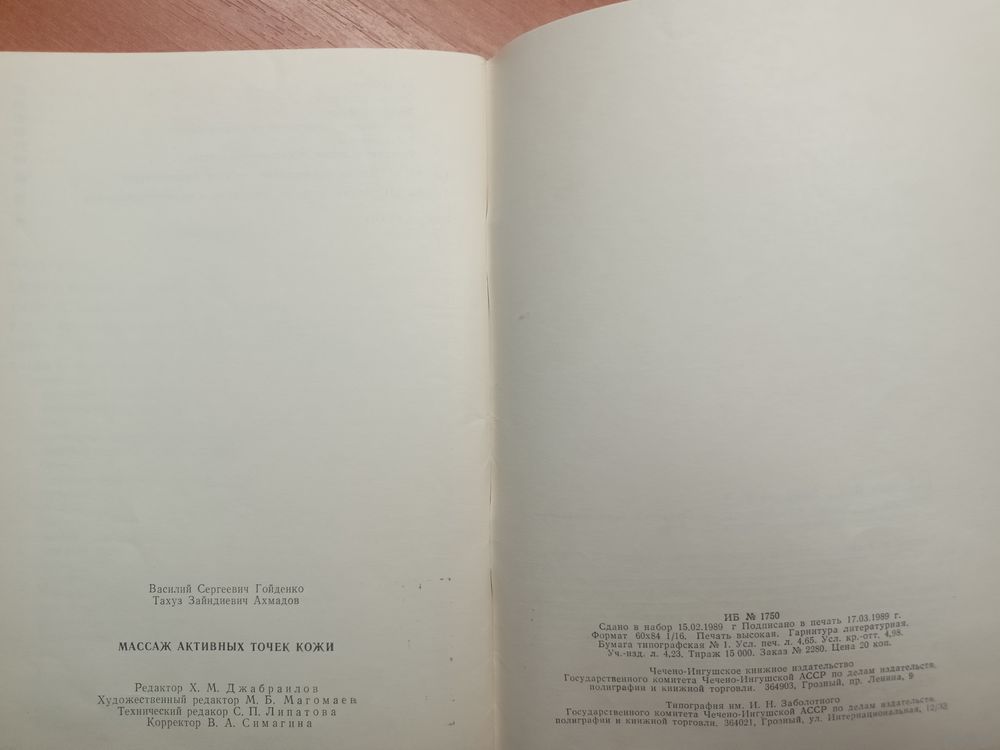 Василий Сергеевич Гойденко
Тахуз Зайндиевич Ахмадов
МАССАЖ АКТИВНЫХ ТОЧЕК КОЖИ
Редактор Х. М. Джабраилов
Художественный редактор М. Б. Магомаев
Технический редакор С. П. Липатова
Корректор В. А. Симагина
ИБ № 1750
Сдано в набор 15.02.1989 г Подписано в печать 17.03.1989 г.
Формат 60х84 1/16. Печать высокая. Гарнитура литературная.
Бумага типографская № 1. Усл. печ. л. 4,65. Усл. кр.-отт. 4,98.
Уч.-изд. л. 4,23. Тираж 15 000. Заказ № 2280. Цена 20 коп.
Чечено-Ингушское книжное издательство
Государственного комитета Чечено-Ингушской АССР по делам издательств,
полиграфии и книжной торговли. 364903, Грозный, пр. Ленина, 9
Типография им. И. Н. Заболотного
Государственного комитета Чечено-Ингушской АССР по делам издательств,
полиграфии и книжной торговли. 364021, Грозный, ул. Интернациональная, 12/33